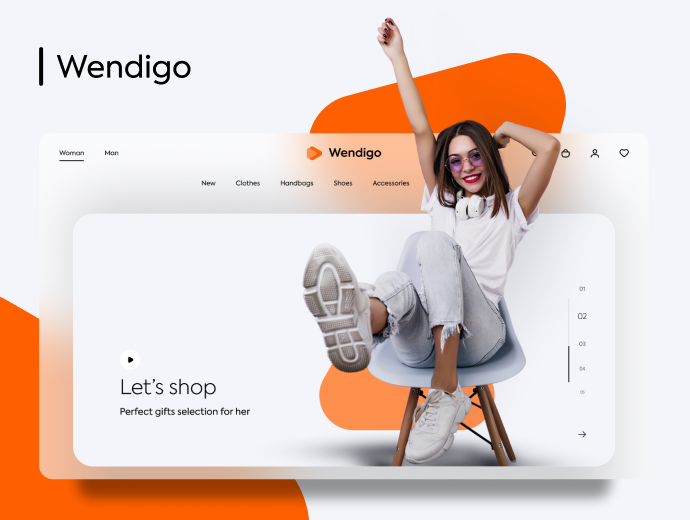 Wendigo
Woman Man Wendigo
New Clothes Handbags Shoes Accessories
01
02
03
04
Let's shop
Perfect gifts selection for her